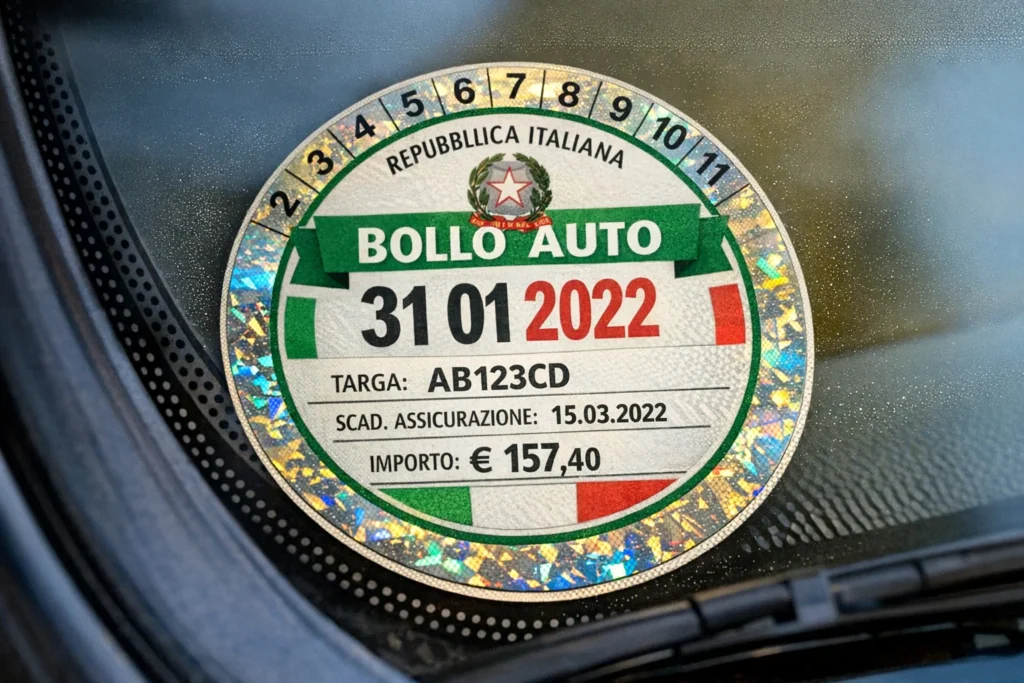 2 3 4 5 6 7 8 9 10 11
REPUBBLLICA ITALIANA
BOLLO AUTO
31 01 2022
TARGA: AB123CD
SCAD. ASSICURAZIONE: 15.03.2022
IMPORTO: € 157,40